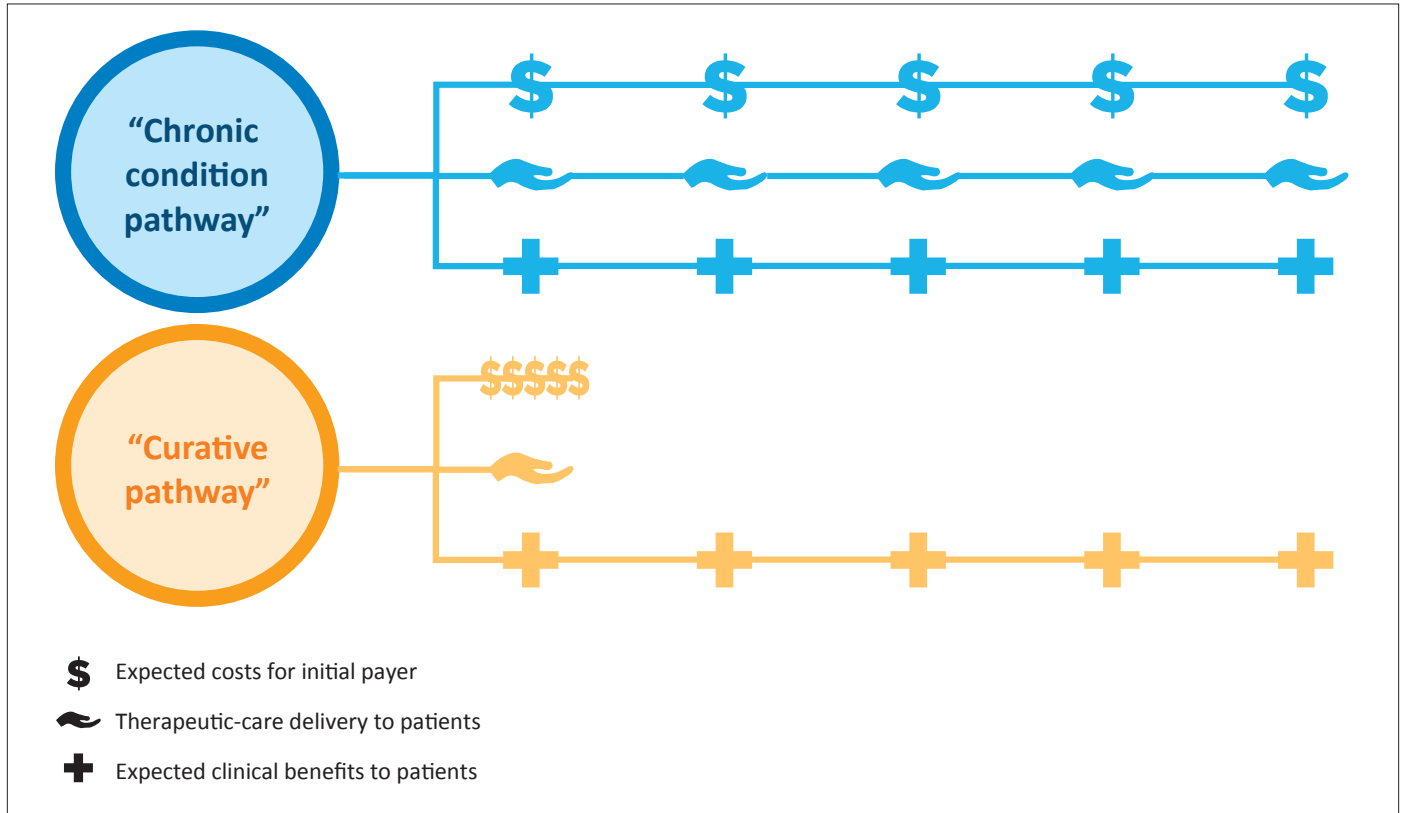 “Chronic
condition
pathway”
$ $ $ $ $
“Curative
pathway”
$$$$$
$ Expected costs for initial payer
Therapeutic-care delivery to patients
Expected clinical benefits to patients